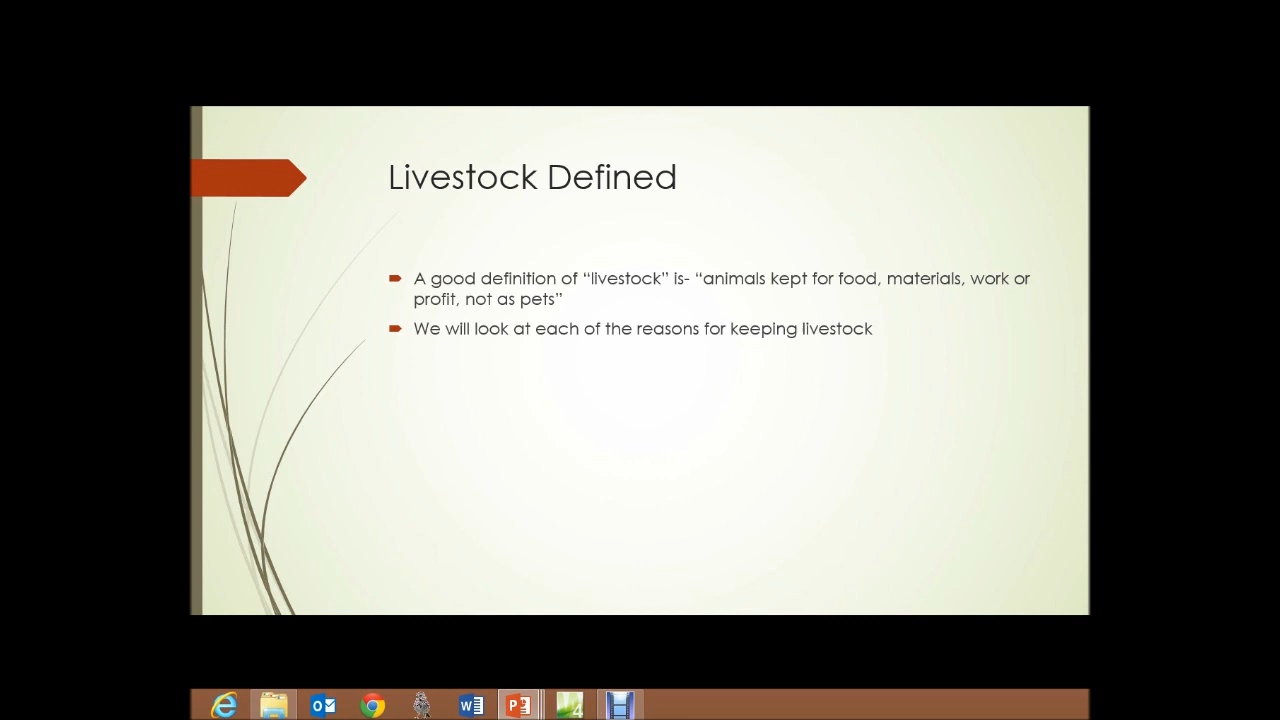 Livestock Defined
A good definition of “livestock” is- “animals kept for food, materials, work or
profit, not as pets”
We will look at each of the reasons for keeping livestock